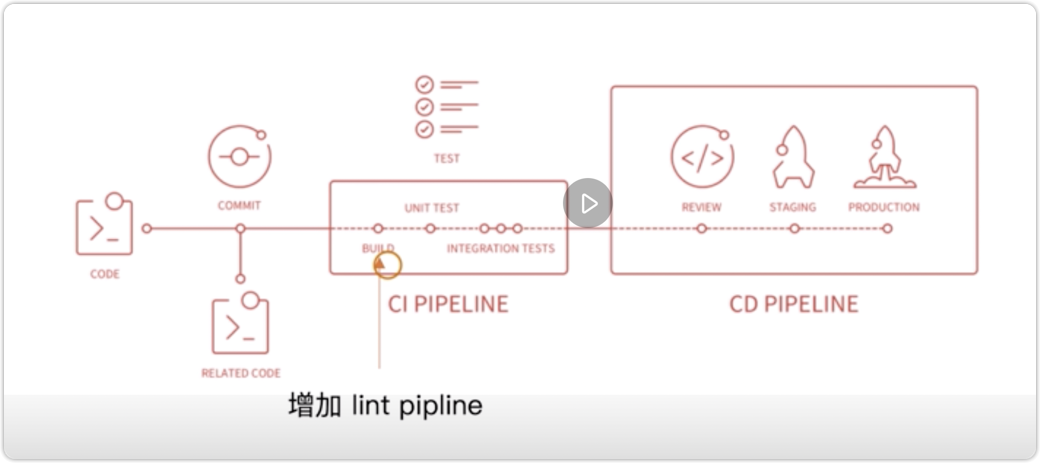 TEST
COMMIT
UNIT TEST
REVIEW
STAGING
PRODUCTION
BUILD
INTEGRATION TESTS
CODE
CI PIPELINE
CD PIPELINE
RELATED CODE
增加 lint pipline